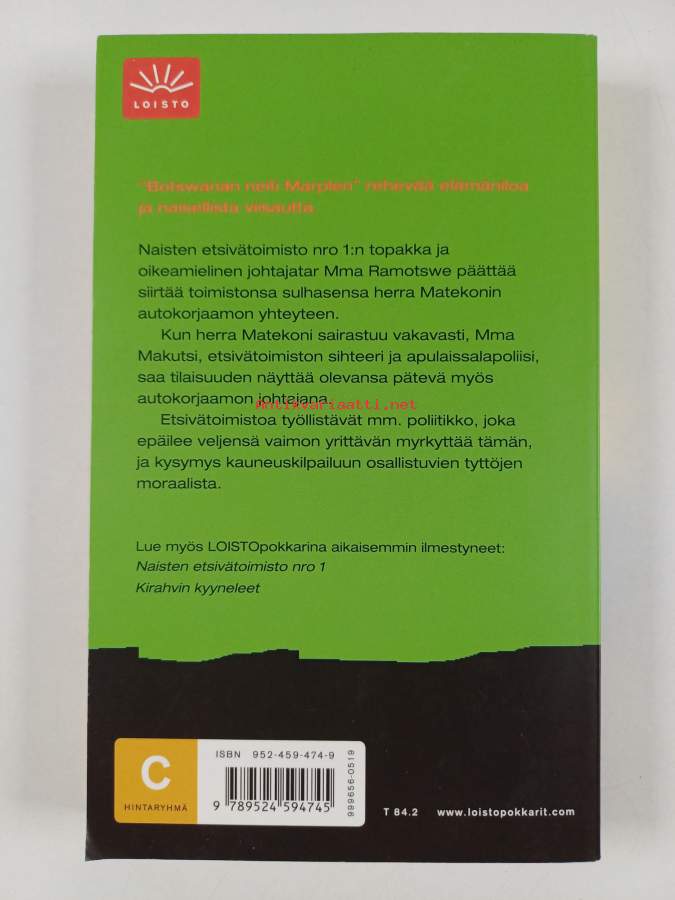 LOISTO
"Botswanan neiti Marplen" rehevää elämäniloa
ja naisellista viisautta
Naisten etsivätoimisto nro 1:n topakka ja
oikeamielinen johtajatar Mma Ramotswe päättää
siirtää toimistonsa sulhasensa herra Matekonin
autokorjaamon yhteyteen.
Kun herra Matekoni sairastuu vakavasti, Mma
Makutsi, etsivätoimiston sihteeri ja apulaissalapoliisi,
saa tilaisuuden näyttää olevansa pätevä myös
autokorjaamon johtajana.
Antikvariaatti.net
Etsivätoimistoa työllistävät mm. poliitikko, joka
epäilee veljensä vaimon yrittävän myrkyttää tämän,
ja kysymys kauneuskilpailuun osallistuvien tyttöjen
moraalista.
Lue myös LOISTOpokkarina aikaisemmin ilmestyneet:
Naisten etsivätoimisto nro 1
Kirahvin kyyneleet
C
HINTARYHMÄ
ISBN 952-459-474-9
9 789524 594745
999656-0519
T 84.2 www.loistopokkarit.com